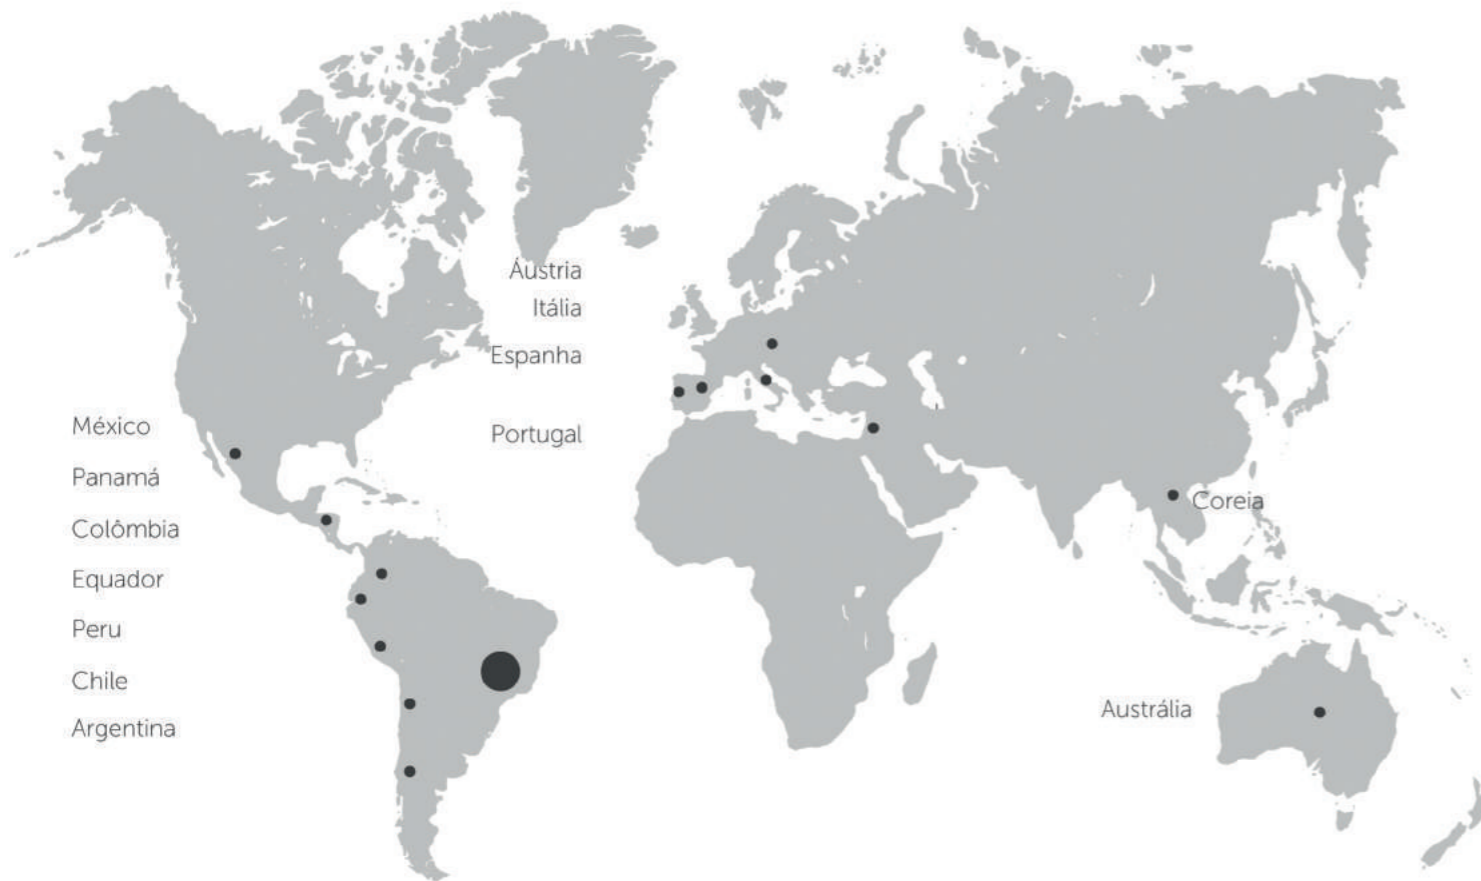 Áustria
Itália
Espanha
Portugal
México
Panamá
Colômbia
Equador
Peru
Chile
Argentina
Coreia
Austrália